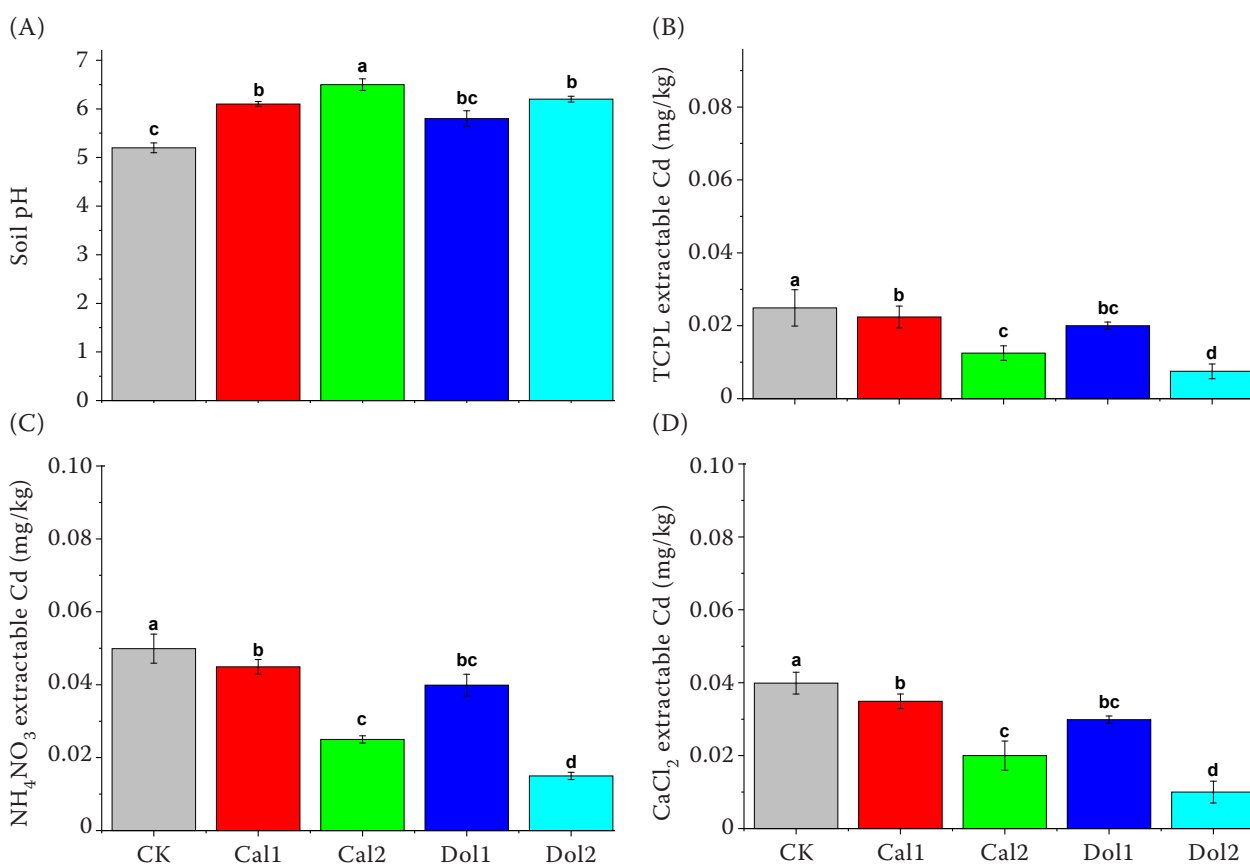 (A)
7
6
5
4
3
2
1
0
Soil pH
c
b
a
bc
b
(B)
0.08
0.06
0.04
0.02
0
TCPL extractable Cd (mg/kg)
a
b
c
bc
d
(C)
0.10
0.08
0.06
0.04
0.02
0
NH₄NO₃ extractable Cd (mg/kg)
a
b
c
bc
d
CK Cal1 Cal2 Dol1 Dol2
(D)
0.10
0.08
0.06
0.04
0.02
0
CaCl₂ extractable Cd (mg/kg)
a
b
c
bc
d
CK Cal1 Cal2 Dol1 Dol2